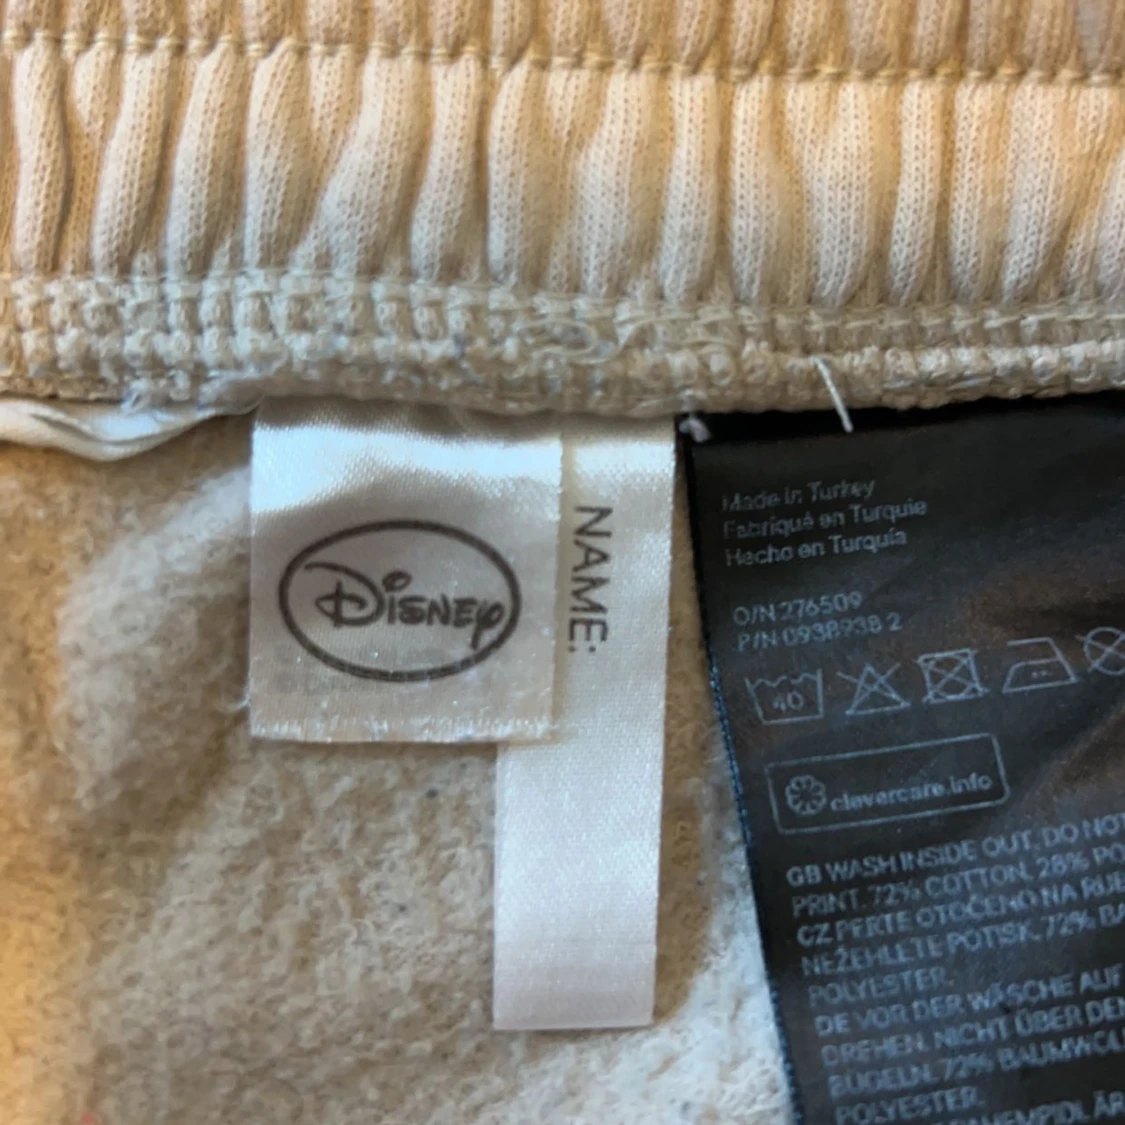 Disney
NAME:
Made in Turkey
Fabriqué en Turquie
Hecho en Turquía
O/N 276509
P/N 0938938 2
40
clevercare.info
GB WASH INSIDE OUT, DO NOT
PRINT. 72% COTTON, 28% PO
CZ PERTE OTOČENO NA RUB
NEŽEHLETE POTISK. 72% BA
POLYESTER.
DE VOR DER WÄSCHE AUF
DREHEN. NICHT ÜBER DEN
BÜGELN. 72% BAUMWOL
POLYESTER.